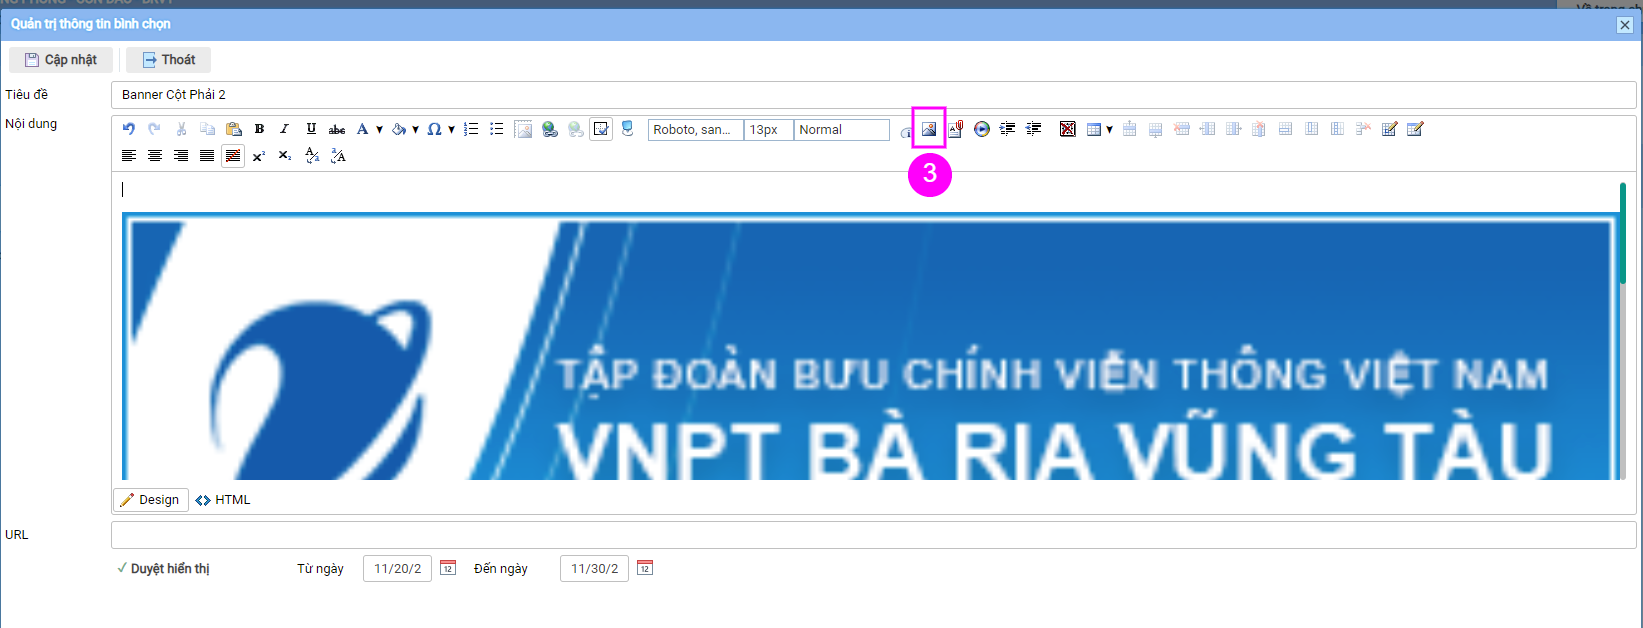 Quản trị thông tin bình chọn
Cập nhật Thoát
Tiêu đề Banner Cột Phải 2
Nội dung B I U abc A Ω Roboto, san... 13px Normal
3
TẬP ĐOÀN BƯU CHÍNH VIỄN THÔNG VIỆT NAM
VNPT BÀ RIA VŨNG TÀU
Design HTML
URL
Duyệt hiển thị Từ ngày 11/20/2 12 Đến ngày 11/30/2 12